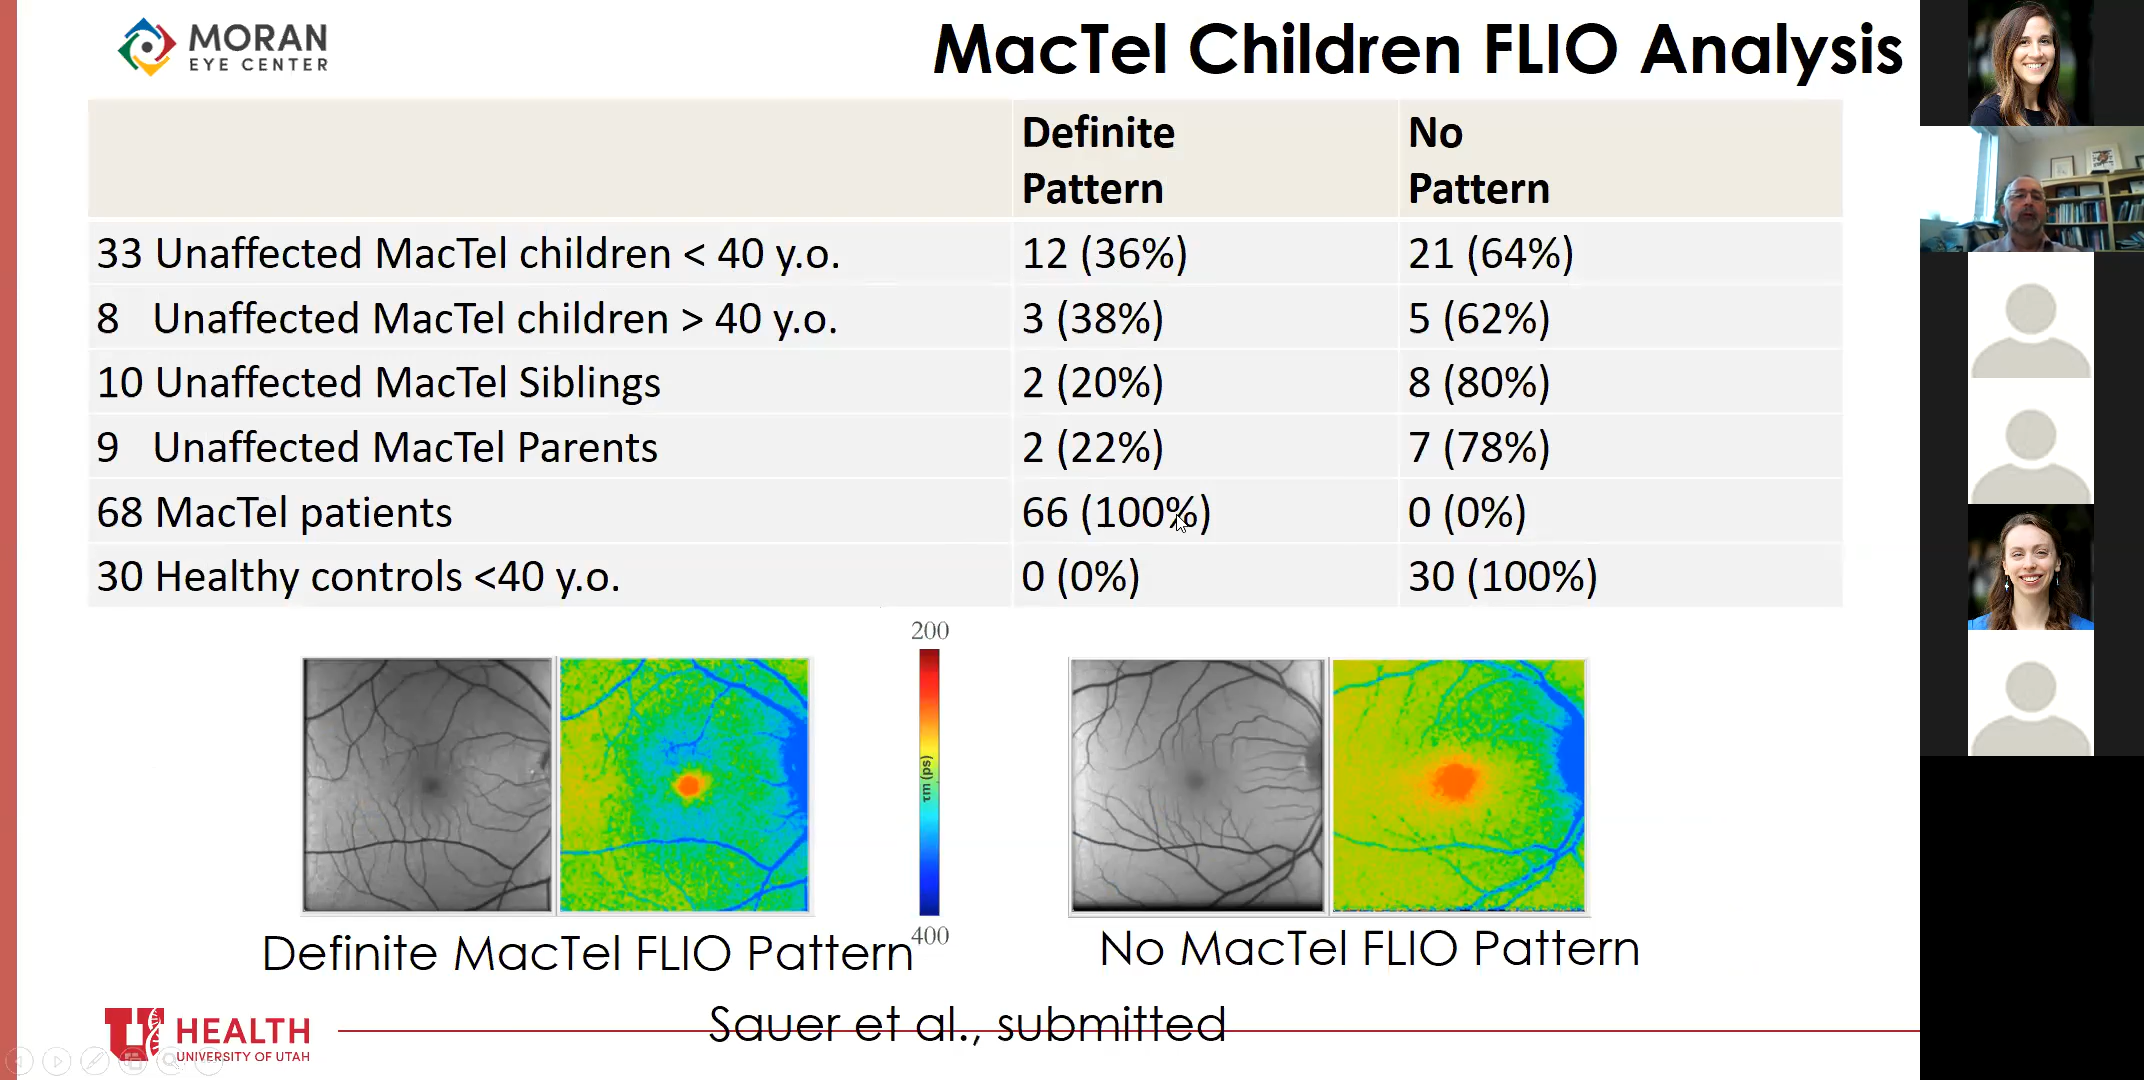 MORAN
EYE CENTER
MacTel Children FLIO Analysis
Definite Pattern
No Pattern
33 Unaffected MacTel children < 40 y.o. 12 (36%) 21 (64%)
8 Unaffected MacTel children > 40 y.o. 3 (38%) 5 (62%)
10 Unaffected MacTel Siblings 2 (20%) 8 (80%)
9 Unaffected MacTel Parents 2 (22%) 7 (78%)
68 MacTel patients 66 (100%) 0 (0%)
30 Healthy controls <40 y.o. 0 (0%) 30 (100%)
200
τm (ps)
400
Definite MacTel FLIO Pattern
No MacTel FLIO Pattern
Sauer et al., submitted
U HEALTH
UNIVERSITY OF UTAH